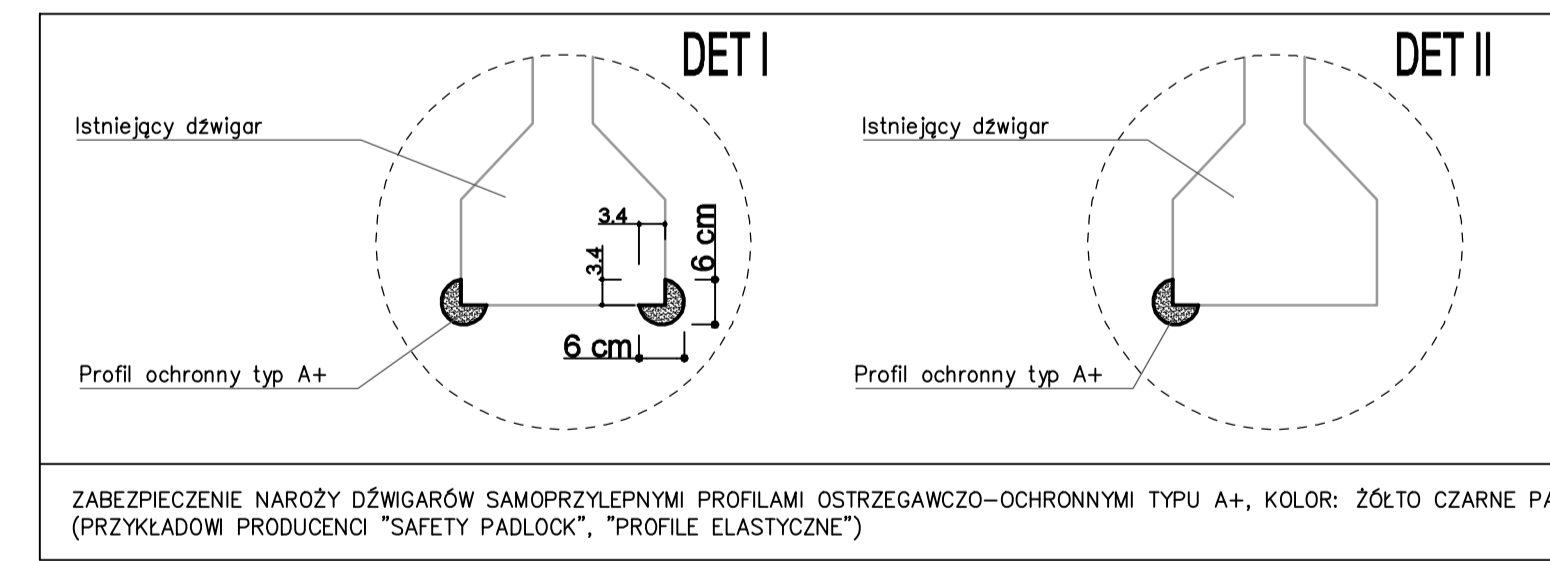 DET I
Istniejący dźwigar
3.4
3.4
6 cm
6 cm
Profil ochronny typ A+
DET II
Istniejący dźwigar
Profil ochronny typ A+
ZABEZPIECZENIE NAROŻY DŹWIGARÓW SAMOPRZYLEPNYMI PROFILAMI OSTRZEGAWCZO-OCHRONNYMI TYPU A+, KOLOR: ŻÓŁTO CZARNE
(PRZYKŁADOWI PRODUCENCI "SAFETY PADLOCK", "PROFILE ELASTYCZNE")